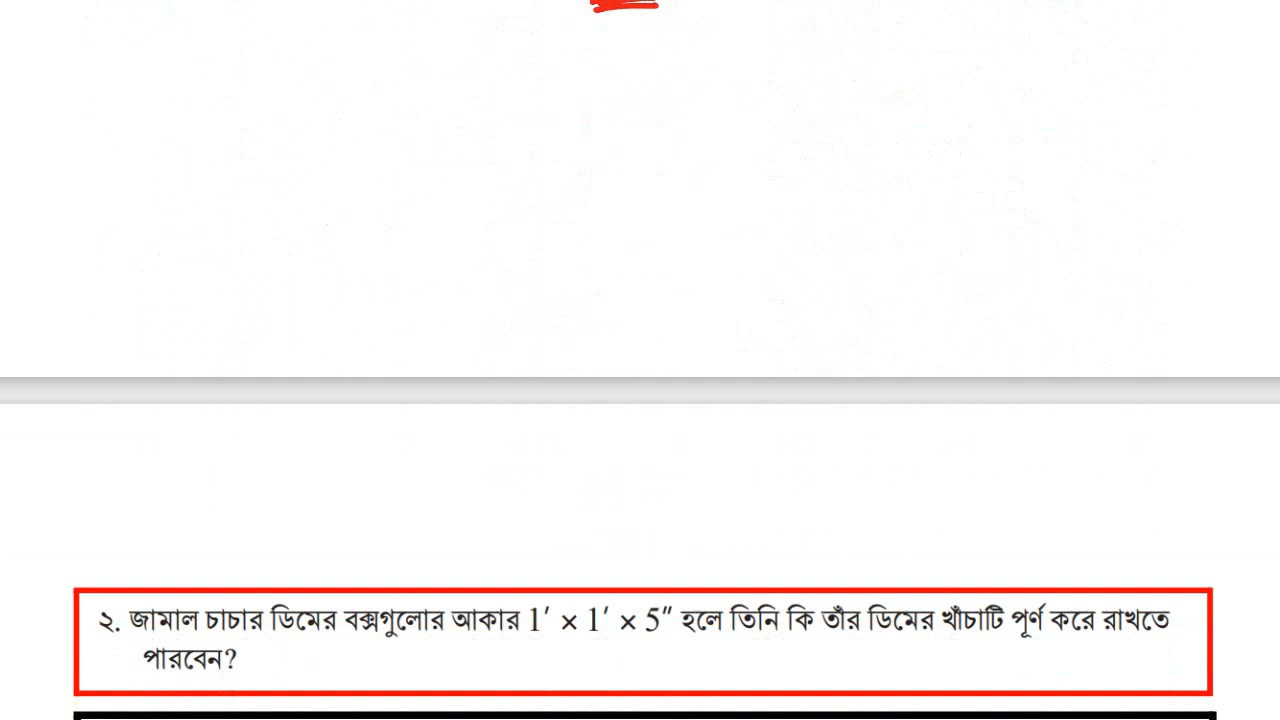 ২. জামাল চাচার ডিমের বক্সগুলোর আকার 1′ × 1′ × 5″ হলে তিনি কি তাঁর ডিমের খাঁচাটি পূর্ণ করে রাখতে
পারবেন?